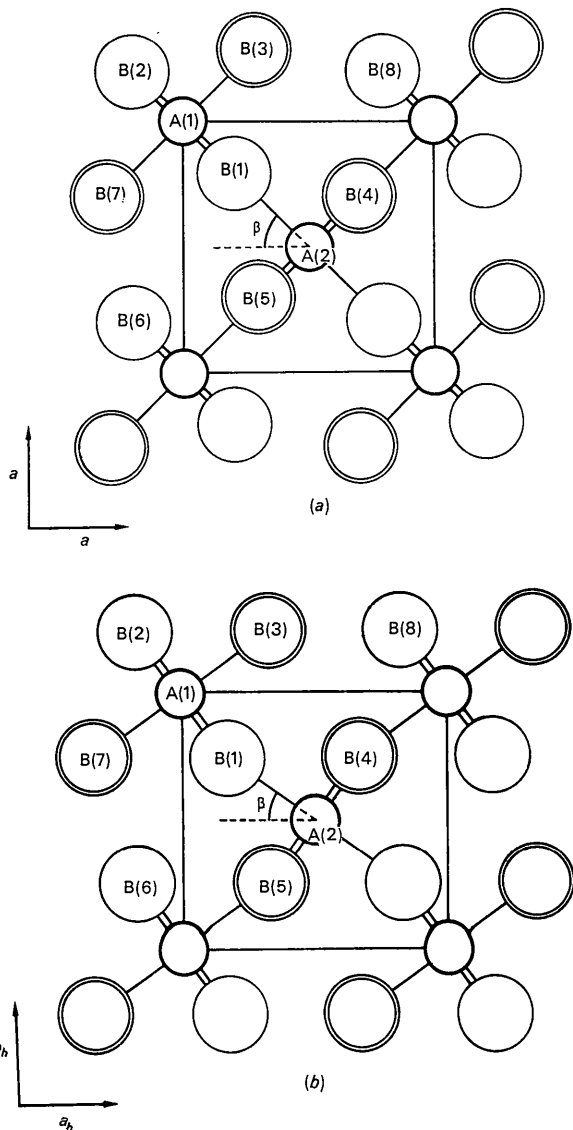 B(2)
B(3)
B(8)
A(1)
B(7)
B(1)
B(4)
β
A(2)
B(5)
B(6)
a
a
(a)
B(2)
B(3)
B(8)
A(1)
B(7)
B(1)
B(4)
β
A(2)
B(6)
B(5)
a_h
(b)